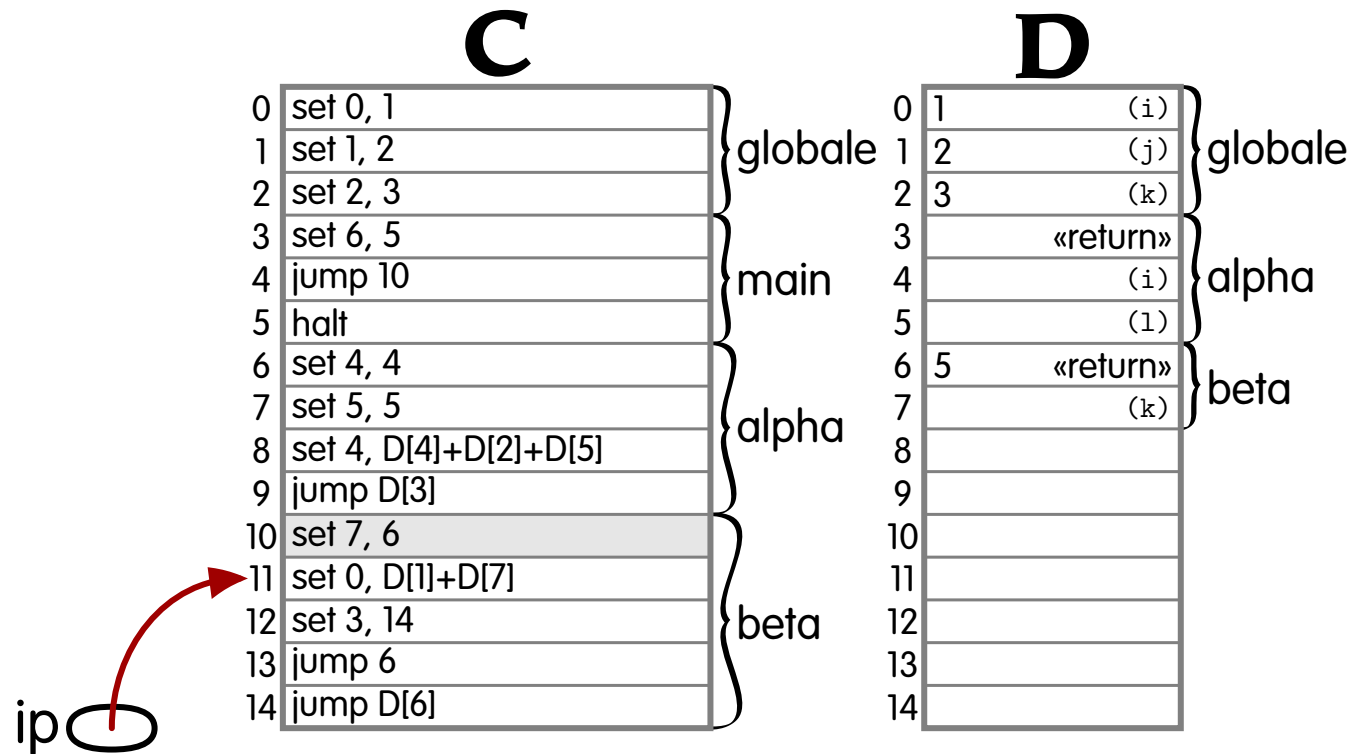 C
0 set 0, 1
1 set 1, 2
2 set 2, 3
globale
3 set 6, 5
4 jump 10
5 halt
main
6 set 4, 4
7 set 5, 5
8 set 4, D[4]+D[2]+D[5]
9 jump D[3]
alpha
10 set 7, 6
11 set 0, D[1]+D[7]
12 set 3, 14
13 jump 6
14 jump D[6]
beta
ip
D
0 1 (i)
1 2 (j)
2 3 (k)
globale
3 «return»
4 (i)
5 (l)
alpha
6 5 «return»
7 (k)
beta
8
9
10
11
12
13
14